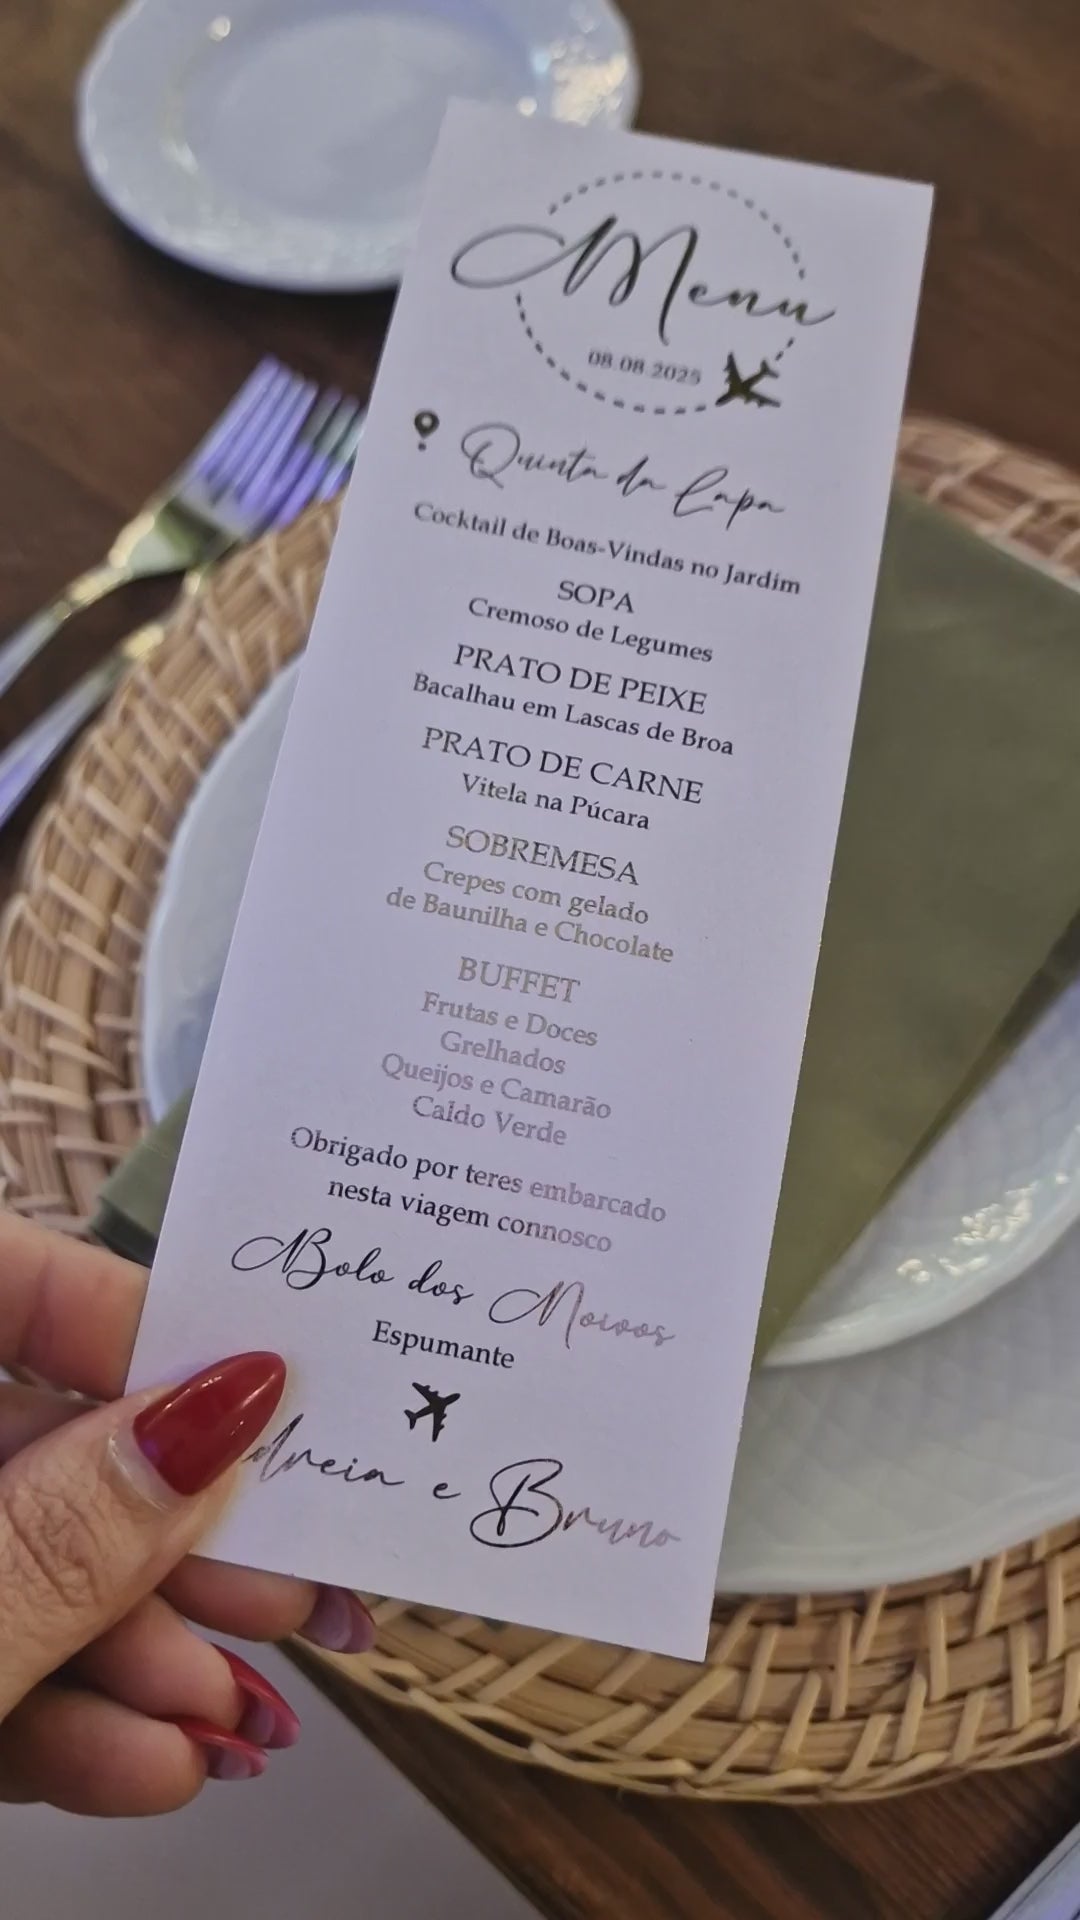 Menu
08.08.2025
Quinta da Lapa
Cocktail de Boas-Vindas no Jardim
SOPA
Cremoso de Legumes
PRATO DE PEIXE
Bacalhau em Lascas de Broa
PRATO DE CARNE
Vitela na Púcara
SOBREMESA
Crepes com gelado
de Baunilha e Chocolate
BUFFET
Frutas e Doces
Grelhados
Queijos e Camarão
Caldo Verde
Obrigado por teres embarcado
nesta viagem connosco
Bolo dos Noivos
Espumante
dreia e Bruno